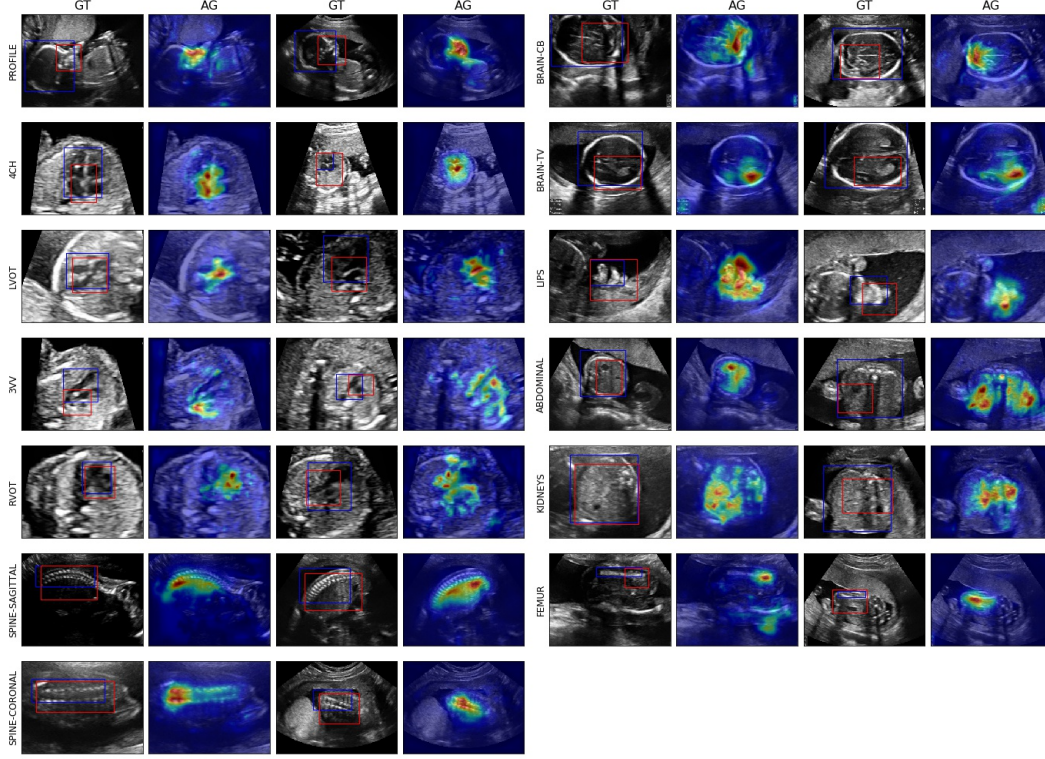 GT AG GT AG GT AG GT AG
PROFILE
BRAIN-CB
4CH
BRAIN-TV
LVOT
LIPS
3VV
ABDOMINAL
RVOT
KIDNEYS
SPINE-SAGITTAL
FEMUR
SPINE-CORONAL